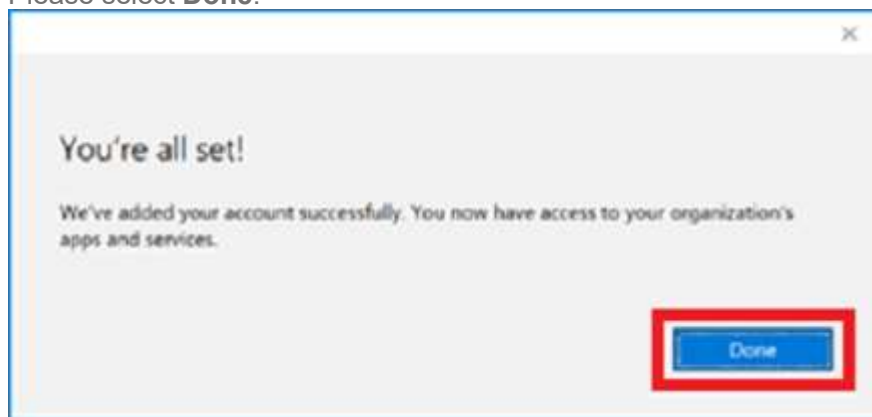 Please select Done.
You're all set!
We've added your account successfully. You now have access to your organization's
apps and services.
Done